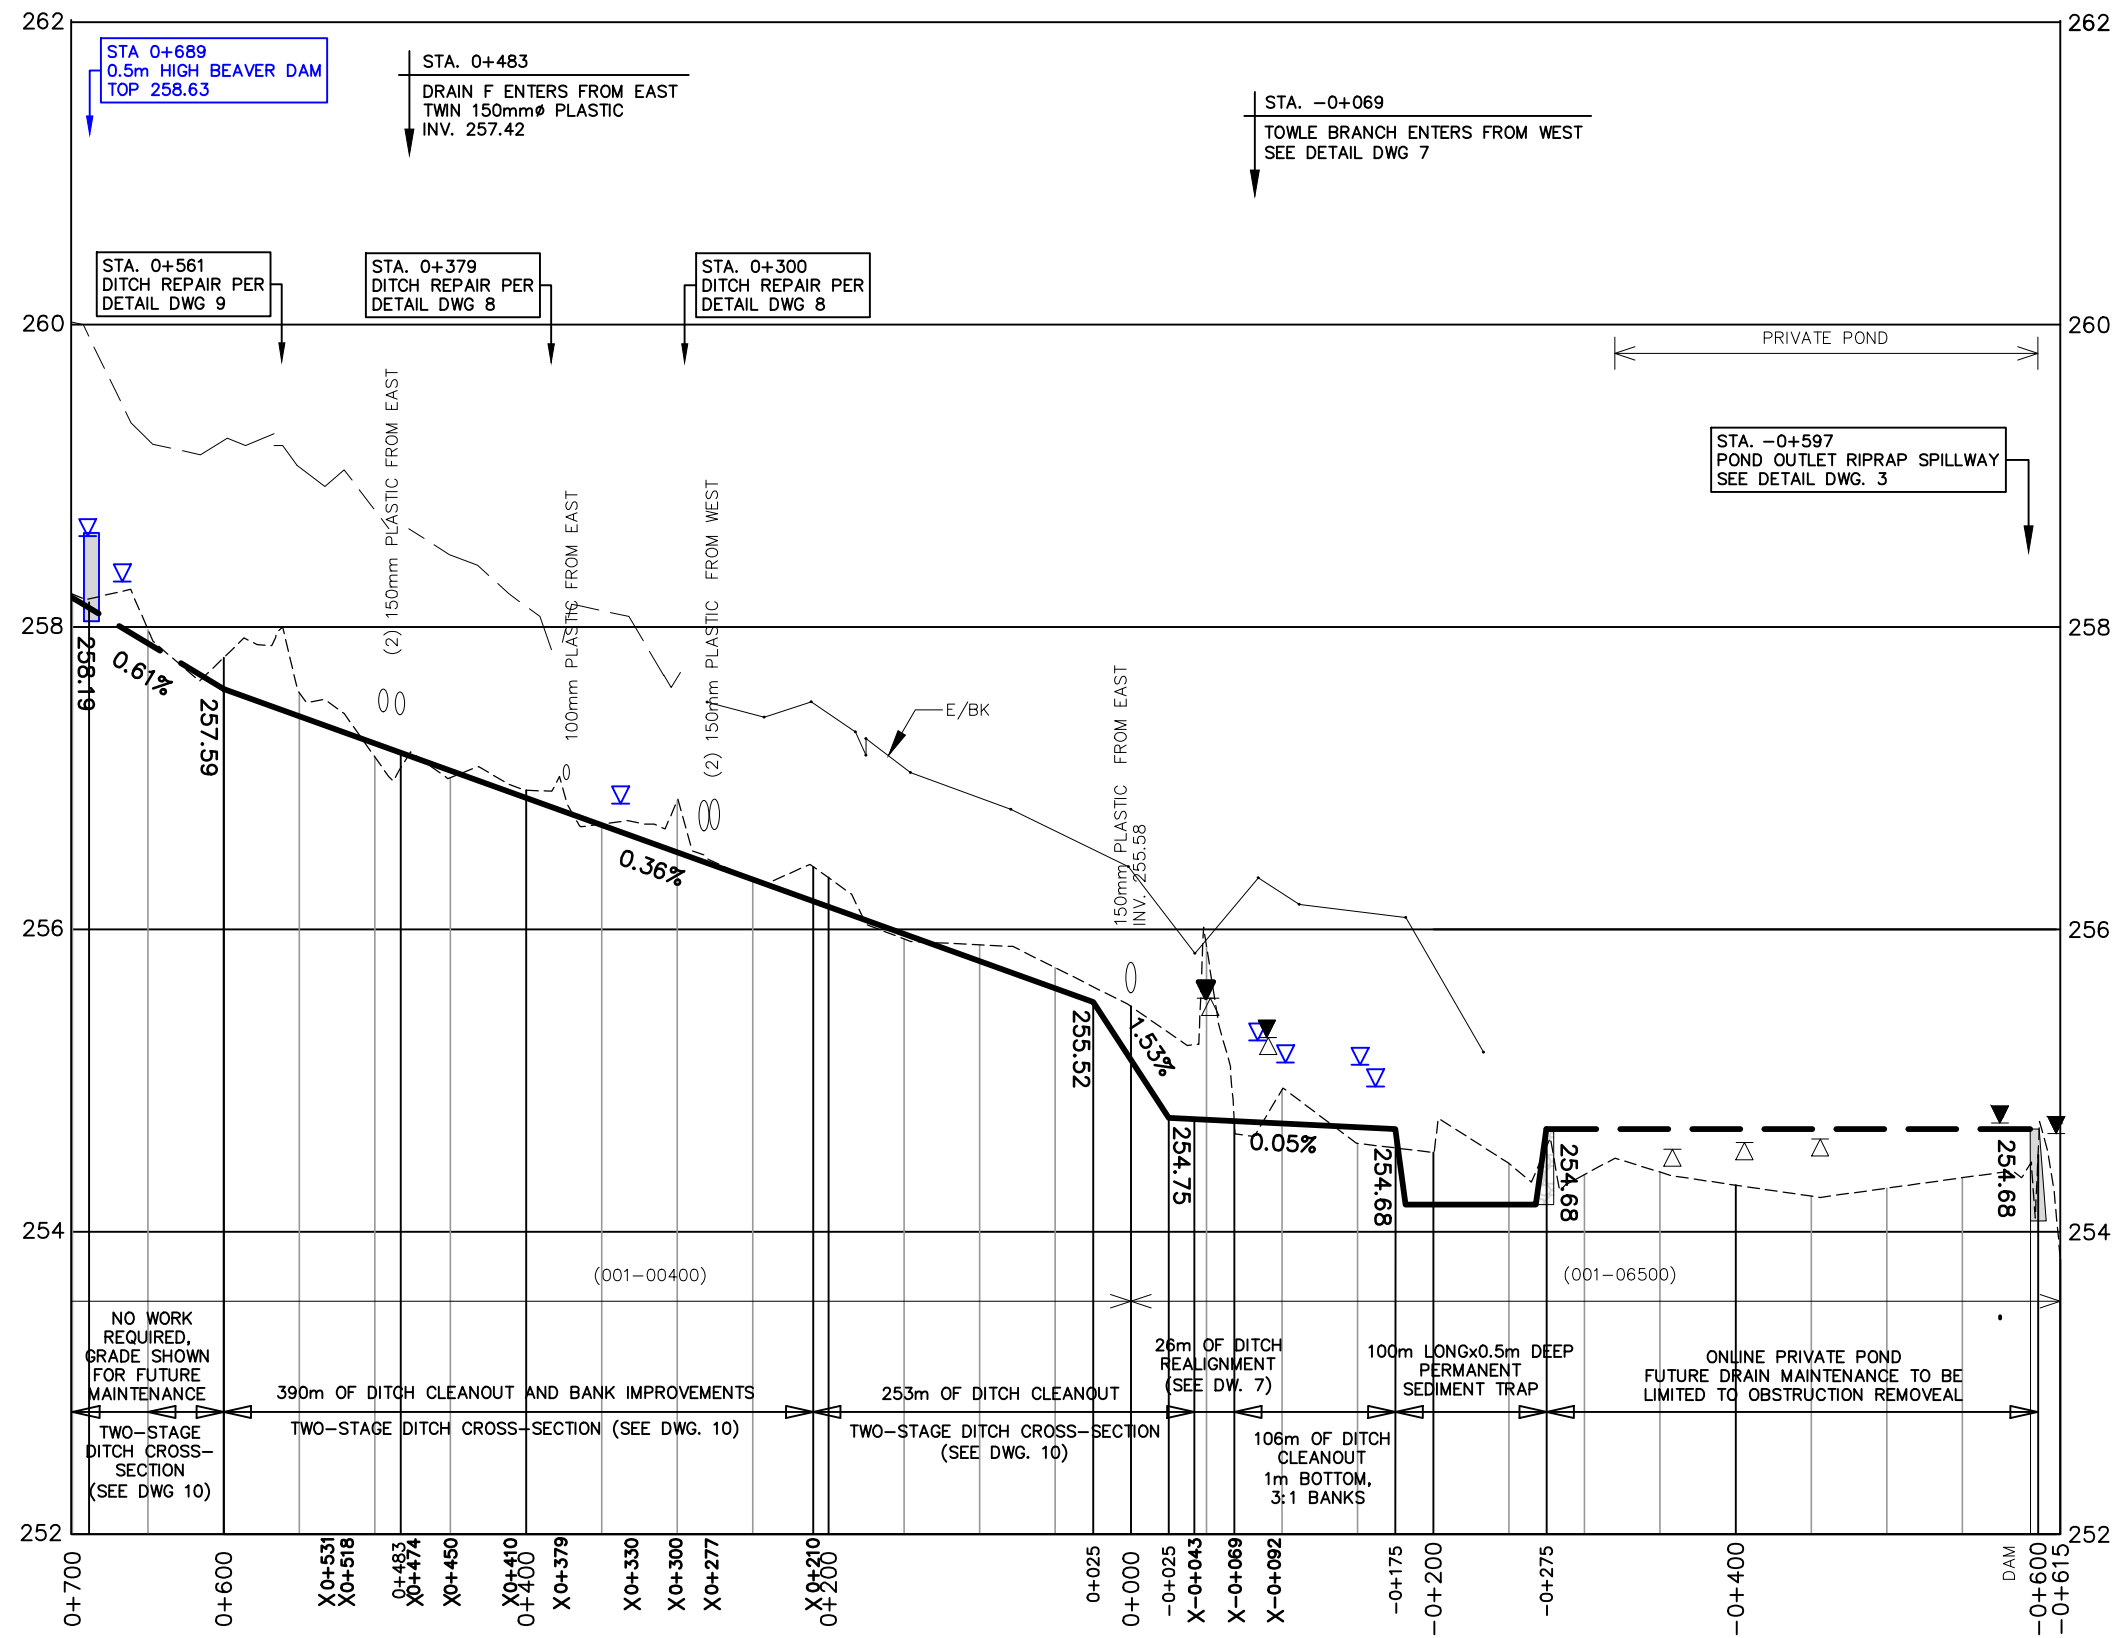 262
262
STA 0+689
0.5m HIGH BEAVER DAM
TOP 258.63
STA. 0+483
DRAIN F ENTERS FROM EAST
TWIN 150mmø PLASTIC
INV. 257.42
STA. -0+069
TOWLE BRANCH ENTERS FROM WEST
SEE DETAIL DWG 7
STA. 0+561
DITCH REPAIR PER
DETAIL DWG 9
STA. 0+379
DITCH REPAIR PER
DETAIL DWG 8
STA. 0+300
DITCH REPAIR PER
DETAIL DWG 8
260
260
PRIVATE POND
STA. -0+597
POND OUTLET RIPRAP SPILLWAY
SEE DETAIL DWG. 3
(2) 150mm PLASTIC FROM EAST
100mm PLASTIC FROM EAST
(2) 150mm PLASTIC FROM WEST
150mm PLASTIC FROM EAST
INV. 255.58
E/BK
258
258
258.19
0.61%
257.59
0.36%
256
256
255.52
1.53%
254.75
0.05%
254.68
254.68
254.68
254
254
(001-00400)
(001-06500)
NO WORK
REQUIRED,
GRADE SHOWN
FOR FUTURE
MAINTENANCE
TWO-STAGE
DITCH CROSS-
SECTION
(SEE DWG 10)
390m OF DITCH CLEANOUT AND BANK IMPROVEMENTS
TWO-STAGE DITCH CROSS-SECTION (SEE DWG. 10)
253m OF DITCH CLEANOUT
TWO-STAGE DITCH CROSS-SECTION
(SEE DWG. 10)
26m OF DITCH
REALIGNMENT
(SEE DW. 7)
106m OF DITCH
CLEANOUT
1m BOTTOM,
3:1 BANKS
100m LONGx0.5m DEEP
PERMANENT
SEDIMENT TRAP
ONLINE PRIVATE POND
FUTURE DRAIN MAINTENANCE TO BE
LIMITED TO OBSTRUCTION REMOVEAL
252
252
0+700
0+600
X0+531
X0+518
0+483
X0+474
X0+450
X0+410
0+400
X0+379
X0+330
X0+300
X0+277
X0+210
0+200
0+025
0+000
-0+025
X-0+043
X-0+069
X-0+092
-0+175
-0+200
-0+275
-0+400
DAM
-0+600
-0+615